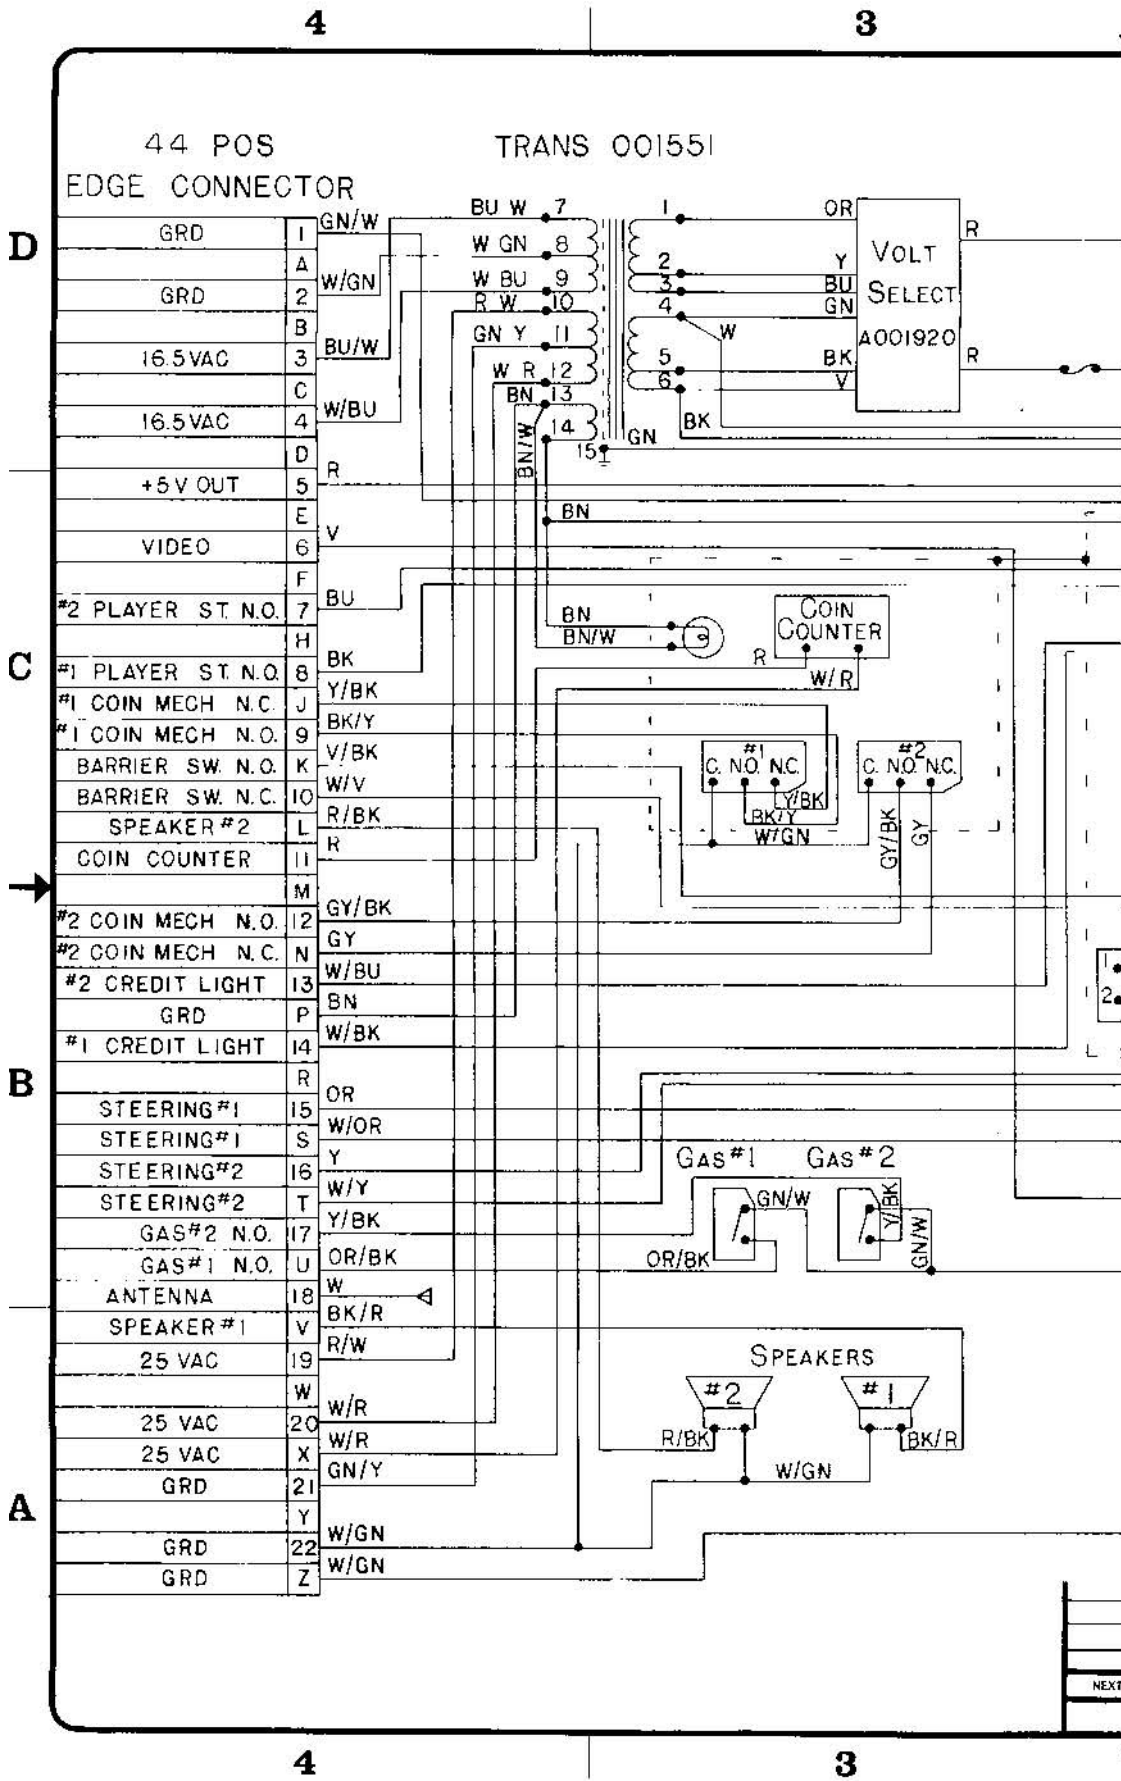 4 3
44 POS
EDGE CONNECTOR
TRANS 001551
D
GRD 1 GN/W
A
GRD 2 W/GN
B
16.5VAC 3 BU/W
C
16.5VAC 4 W/BU
D
+5V OUT 5 R
E
VIDEO 6 V
F
#2 PLAYER ST. N.O. 7 BU
H
#1 PLAYER ST. N.O. 8 BK
#1 COIN MECH N.C. J Y/BK
#1 COIN MECH N.O. 9 BK/Y
BARRIER SW. N.O. K V/BK
BARRIER SW. N.C. 10 W/V
SPEAKER #2 L R/BK
COIN COUNTER 11 R
M
#2 COIN MECH N.O. 12 GY/BK
#2 COIN MECH N.C. N GY
#2 CREDIT LIGHT 13 W/BU
GRD P BN
#1 CREDIT LIGHT 14 W/BK
R
STEERING#1 15 OR
STEERING#1 S W/OR
STEERING#2 16 Y
STEERING#2 T W/Y
GAS#2 N.O. 17 Y/BK
GAS#1 N.O. U OR/BK
ANTENNA 18 W
SPEAKER #1 V BK/R
25 VAC 19 R/W
W
25 VAC 20 W/R
25 VAC X W/R
GRD 21 GN/Y
Y
GRD 22 W/GN
GRD Z W/GN
C
B
A
BU W 7
W GN 8
W BU 9
R W 10
GN Y 11
W R 12
BN 13
14
BN/W
15
GN
1 OR
2 Y
3 BU
4 GN
W
5 BK
6 V
BK
VOLT
SELECT
A001920
R
R
BN
BN
BN/W
COIN
COUNTER
R
W/R
#1
C. N.O. N.C.
Y/BK
BK/Y
W/GN
#2
C. N.O. N.C.
GY/BK
GY
1
2
GAS#1 GAS#2
GN/W
OR/BK
Y/BK
GN/W
SPEAKERS
#2 #1
R/BK
BK/R
W/GN
NEXT
4 3